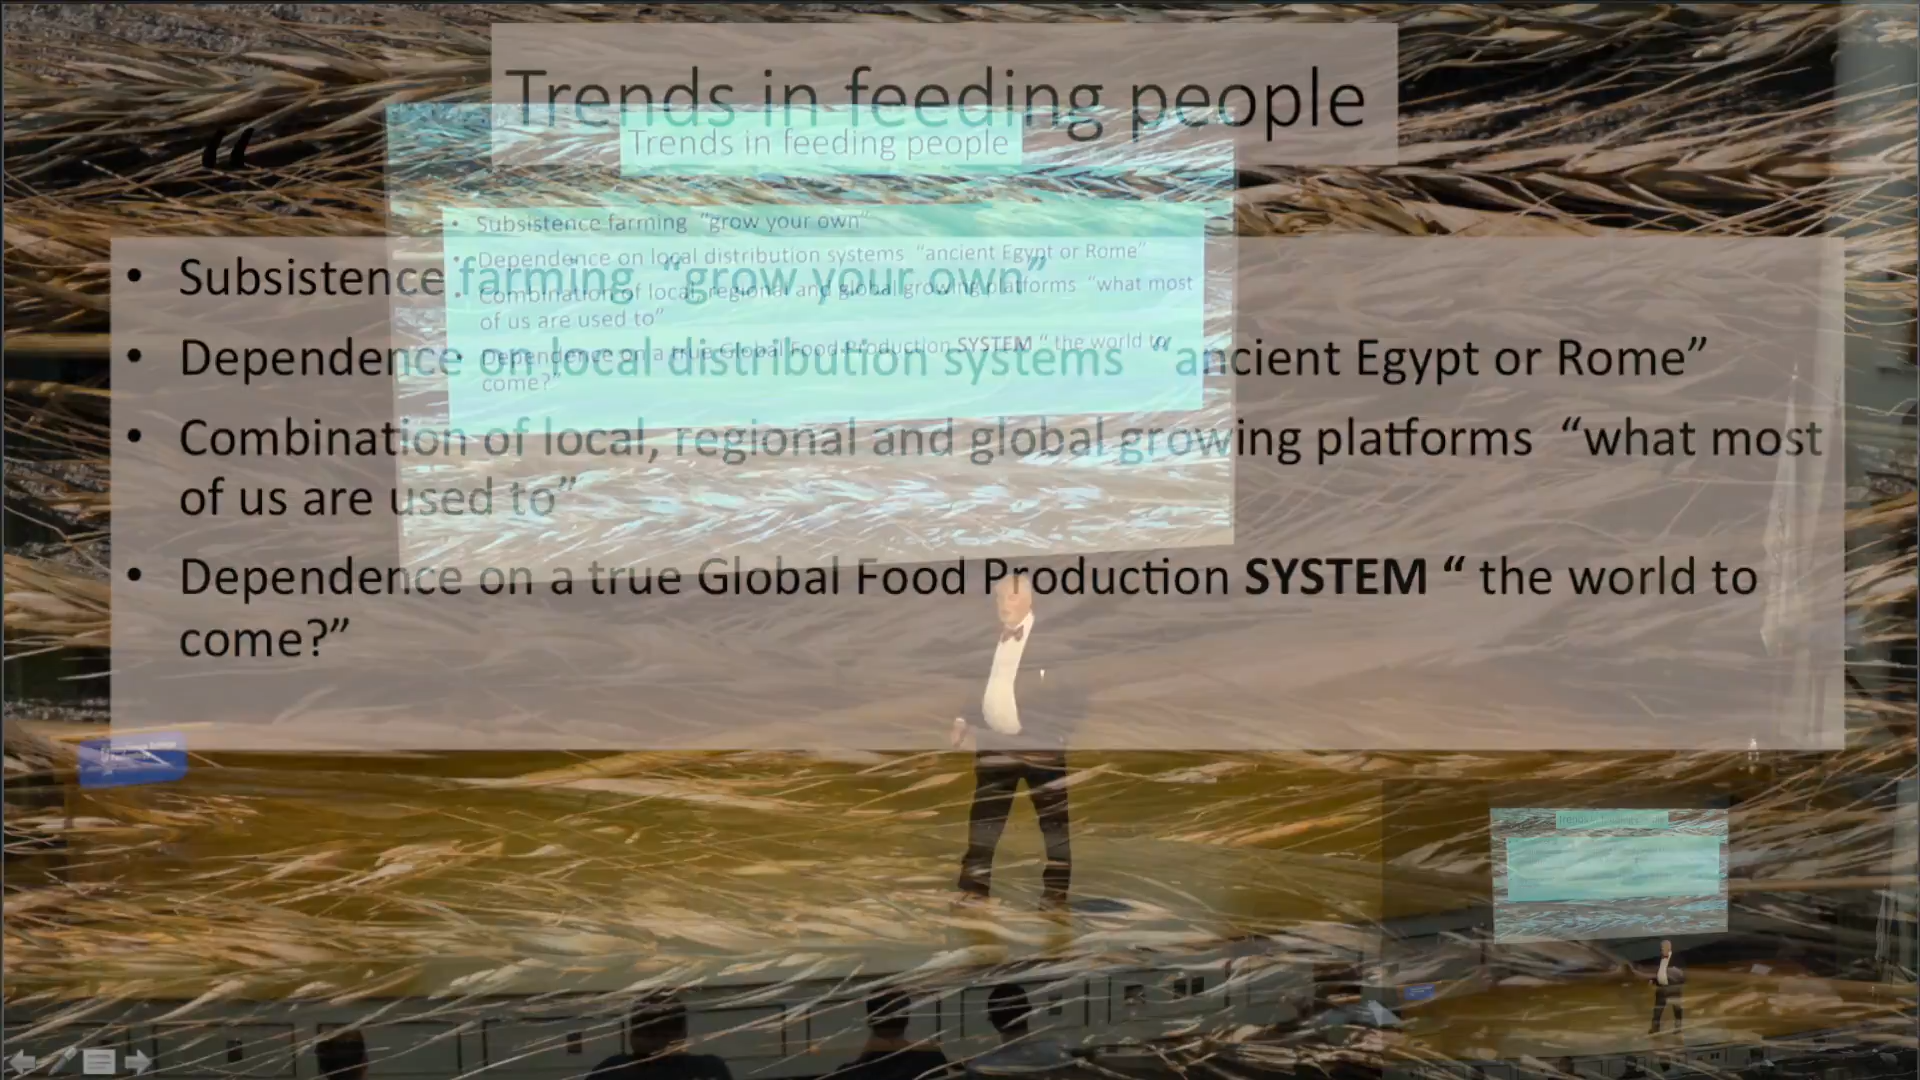 Trends in feeding people
“
• Subsistence farming “grow your own”
• Dependence on local distribution systems “ancient Egypt or Rome”
• Combination of local, regional and global growing platforms “what most
of us are used to”
• Dependence on a true Global Food Production SYSTEM “ the world to
come?”
Trends in feeding people
• Subsistence farming “grow your own”
• Dependence on local distribution systems “ancient Egypt or Rome”
• Combination of local, regional and global growing platforms “what most
of us are used to”
• Dependence on a true Global Food Production SYSTEM “ the world to
come?”
Trends in feeding people